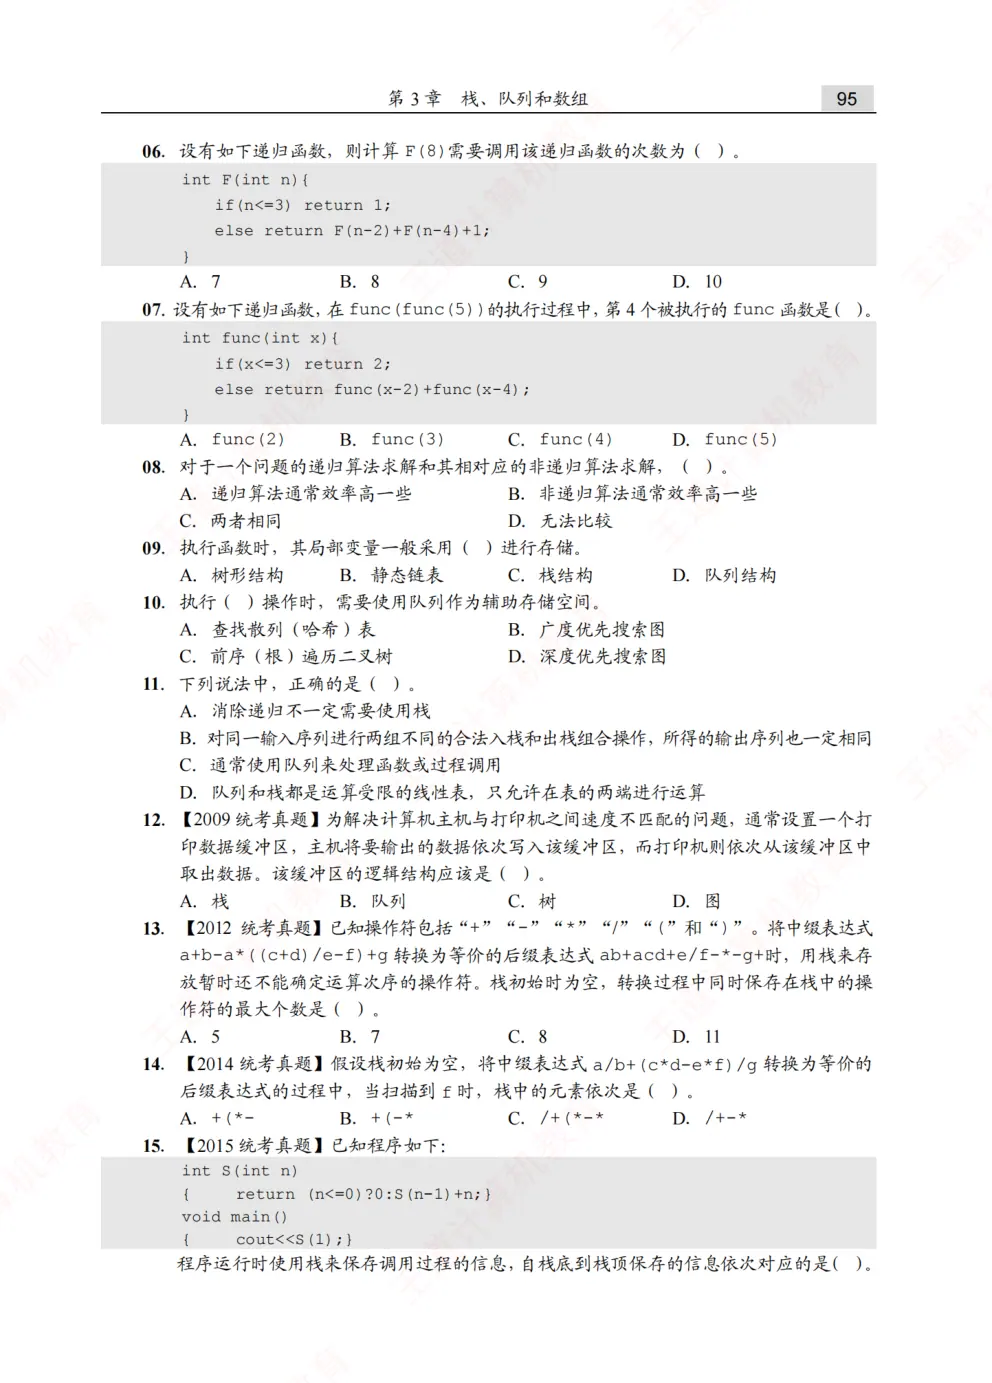 第 3 章 栈、队列和数组 95
06. 设有如下递归函数，则计算 F(8)需要调用该递归函数的次数为（ ）。
int F(int n){
if(n<=3) return 1;
else return F(n-2)+F(n-4)+1;
}
A. 7 B. 8 C. 9 D. 10
07. 设有如下递归函数，在 func(func(5))的执行过程中，第 4 个被执行的 func 函数是（ ）。
int func(int x){
if(x<=3) return 2;
else return func(x-2)+func(x-4);
}
A. func(2) B. func(3) C. func(4) D. func(5)
08. 对于一个问题的递归算法求解和其相对应的非递归算法求解，（ ）。
A. 递归算法通常效率高一些 B. 非递归算法通常效率高一些
C. 两者相同 D. 无法比较
09. 执行函数时，其局部变量一般采用（ ）进行存储。
A. 树形结构 B. 静态链表 C. 栈结构 D. 队列结构
10. 执行（ ）操作时，需要使用队列作为辅助存储空间。
A. 查找散列（哈希）表 B. 广度优先搜索图
C. 前序（根）遍历二叉树 D. 深度优先搜索图
11. 下列说法中，正确的是（ ）。
A. 消除递归不一定需要使用栈
B. 对同一输入序列进行两组不同的合法入栈和出栈组合操作，所得的输出序列也一定相同
C. 通常使用队列来处理函数或过程调用
D. 队列和栈都是运算受限的线性表，只允许在表的两端进行运算
12. 【2009 统考真题】为解决计算机主机与打印机之间速度不匹配的问题，通常设置一个打
印数据缓冲区，主机将要输出的数据依次写入该缓冲区，而打印机则依次从该缓冲区中
取出数据。该缓冲区的逻辑结构应该是（ ）。
A. 栈 B. 队列 C. 树 D. 图
13. 【2012 统考真题】已知操作符包括“+”“-”“*”“/”“(”和“)”。将中缀表达式
a+b-a*((c+d)/e-f)+g 转换为等价的后缀表达式 ab+acd+e/f-*-g+时，用栈来存
放暂时还不能确定运算次序的操作符。栈初始时为空，转换过程中同时保存在栈中的操
作符的最大个数是（ ）。
A. 5 B. 7 C. 8 D. 11
14. 【2014 统考真题】假设栈初始为空，将中缀表达式 a/b+(c*d-e*f)/g 转换为等价的
后缀表达式的过程中，当扫描到 f 时，栈中的元素依次是（ ）。
A. +(*- B. +(-* C. /+(*-* D. /+-*
15. 【2015 统考真题】已知程序如下：
int S(int n)
{ return (n<=0)?0:S(n-1)+n;}
void main()
{ cout<<S(1);}
程序运行时使用栈来保存调用过程的信息，自栈底到栈顶保存的信息依次对应的是（ ）。